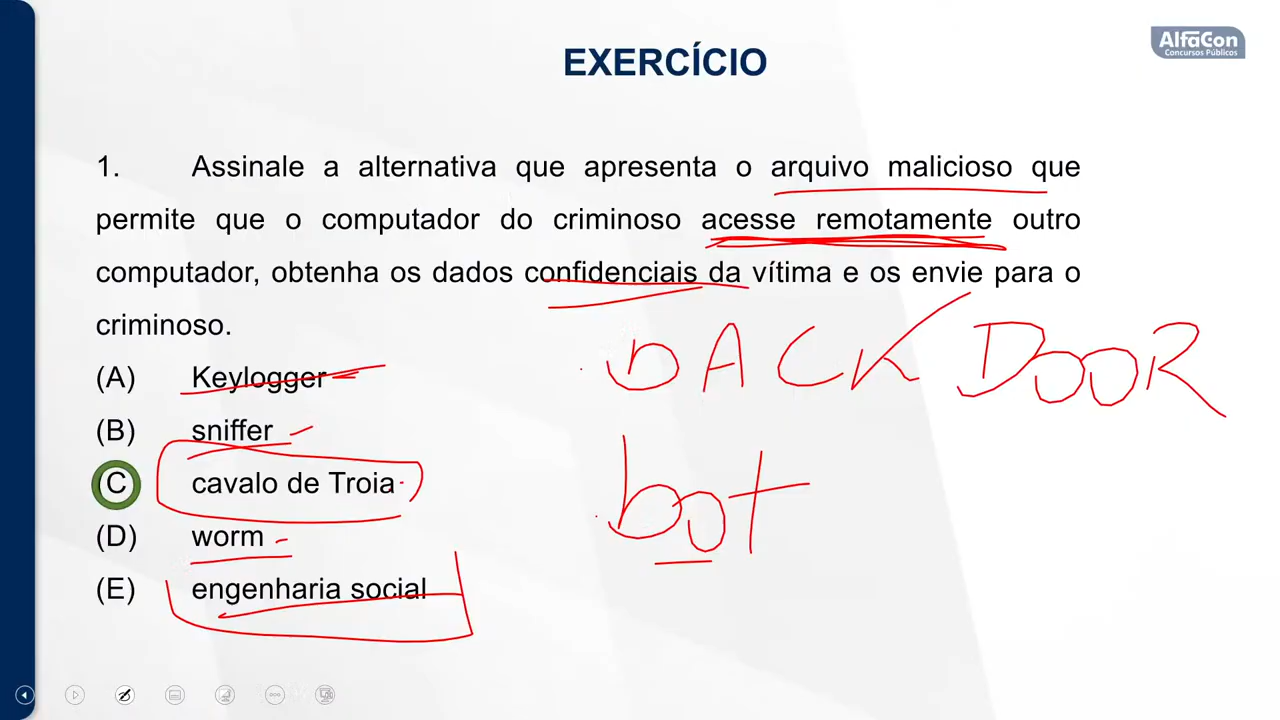 AlfaCon
Concursos Públicos
EXERCÍCIO
1. Assinale a alternativa que apresenta o arquivo malicioso que
permite que o computador do criminoso acesse remotamente outro
computador, obtenha os dados confidenciais da vítima e os envie para o
criminoso.
(A) Keylogger
(B) sniffer
(C) cavalo de Troia
(D) worm
(E) engenharia social
BACK DOOR
bot